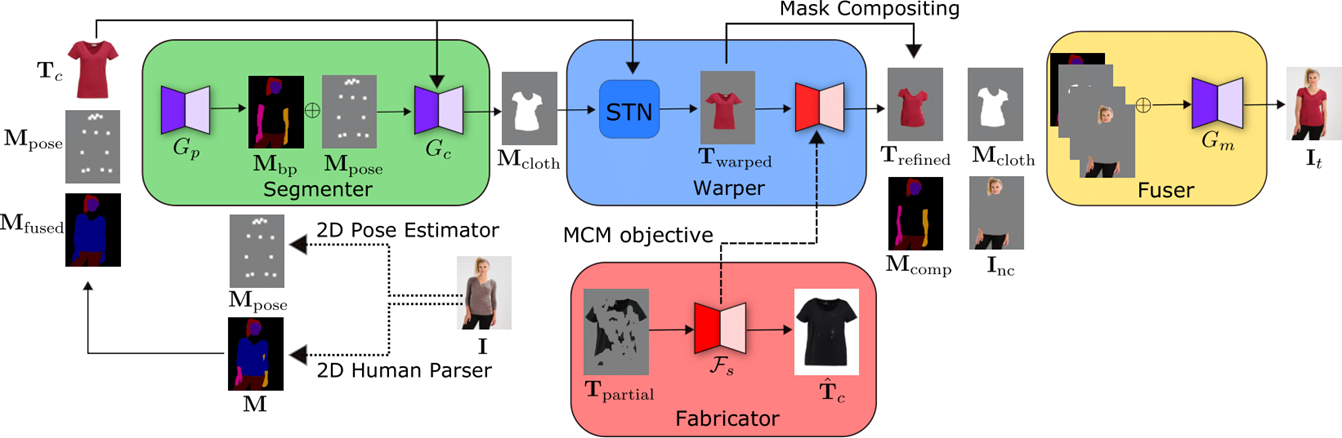 Mask Compositing
T_c
M_pose
M_fused
G_p
M_bp
⊕
M_pose
G_c
Segmenter
M_cloth
STN
T_warped
Warper
T_refined
M_cloth
M_comp
I_nc
⊕
G_m
Fuser
I_t
2D Pose Estimator
M_pose
I
2D Human Parser
M
MCM objective
T_partial
ℱ_s
T̂_c
Fabricator